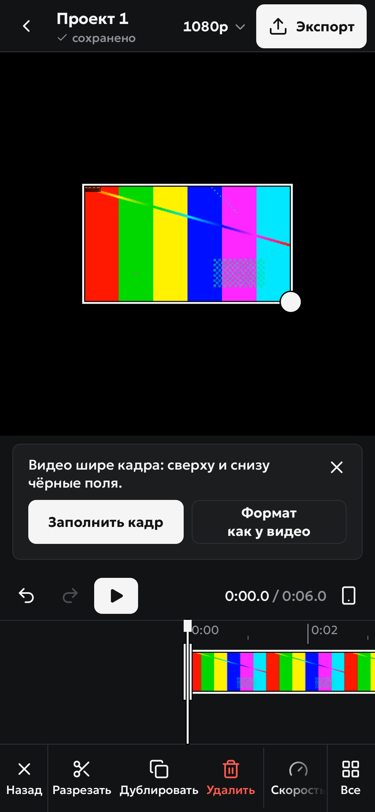 Проект 1
сохранено
1080p
Экспорт
Видео шире кадра: сверху и снизу
чёрные поля.
Заполнить кадр
Формат
как у видео
0:00.0 / 0:06.0
0:00
0:02
Назад
Разрезать
Дублировать
Удалить
Скорость
Все